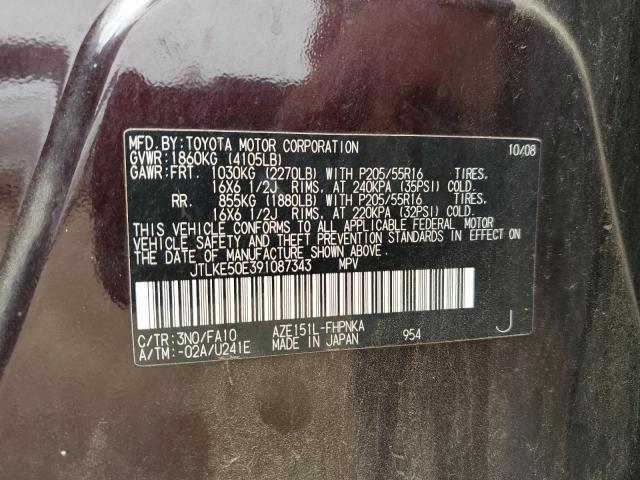 MFD. BY: TOYOTA MOTOR CORPORATION 10/08
GVWR: 1860KG (4105LB)
GAWR: FRT. 1030KG (2270LB) WITH P205/55R16 TIRES.
16X6 1/2J RIMS, AT 240KPA (35PSI) COLD.
RR. 855KG (1880LB) WITH P205/55R16 TIRES,
16X6 1/2J RIMS, AT 220KPA (32PSI) COLD.
THIS VEHICLE CONFORMS TO ALL APPLICABLE FEDERAL MOTOR
VEHICLE SAFETY AND THEFT PREVENTION STANDARDS IN EFFECT ON
THE DATE OF MANUFACTURE SHOWN ABOVE.
JTLKE50E391087343 MPV
C/TR: 3N0/FA10 AZE151L-FHPNKA 954 J
A/TM: -02A/U241E MADE IN JAPAN